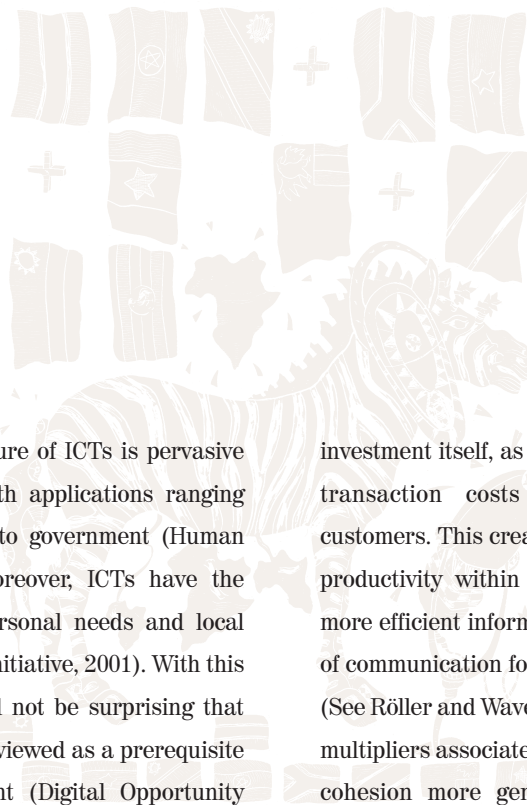 ure of ICTs is pervasive
th applications ranging
to government (Human
oreover, ICTs have the
rsonal needs and local
nitiative, 2001). With this
l not be surprising that
viewed as a prerequisite
nt (Digital Opportunity
investment itself, as
transaction costs
customers. This crea
productivity within
more efficient inform
of communication fo
(See Röller and Wave
multipliers associate
cohesion more gen